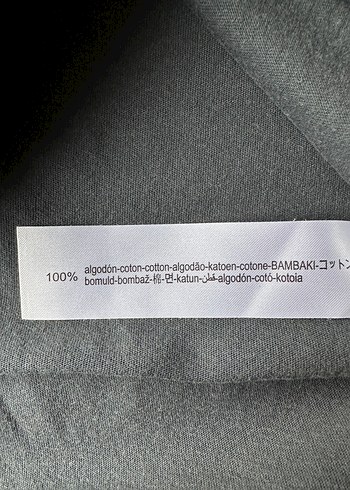 100% algodón-coton-cotton-algodão-katoen-cotone-BAMBAKI-コットン
bomuld-bombaž-棉-면-katun-قطن-algodón-cotó-kotoia